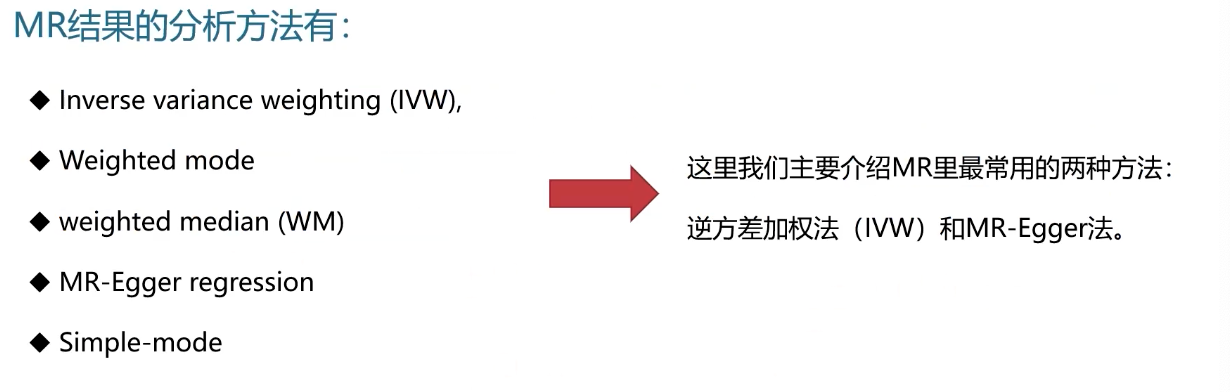 MR结果的分析方法有：
◆ Inverse variance weighting (IVW),
◆ Weighted mode
◆ weighted median (WM)
◆ MR-Egger regression
◆ Simple-mode
这里我们主要介绍MR里最常用的两种方法：
逆方差加权法（IVW）和MR-Egger法。